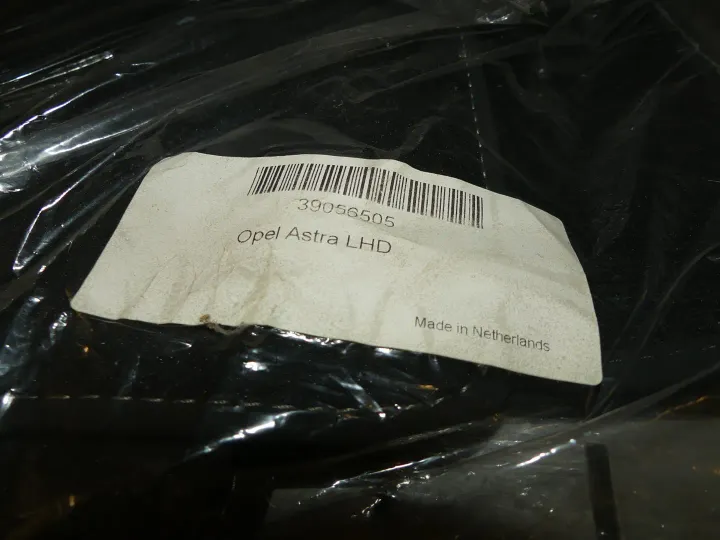 39056505
Opel Astra LHD
Made in Netherlands